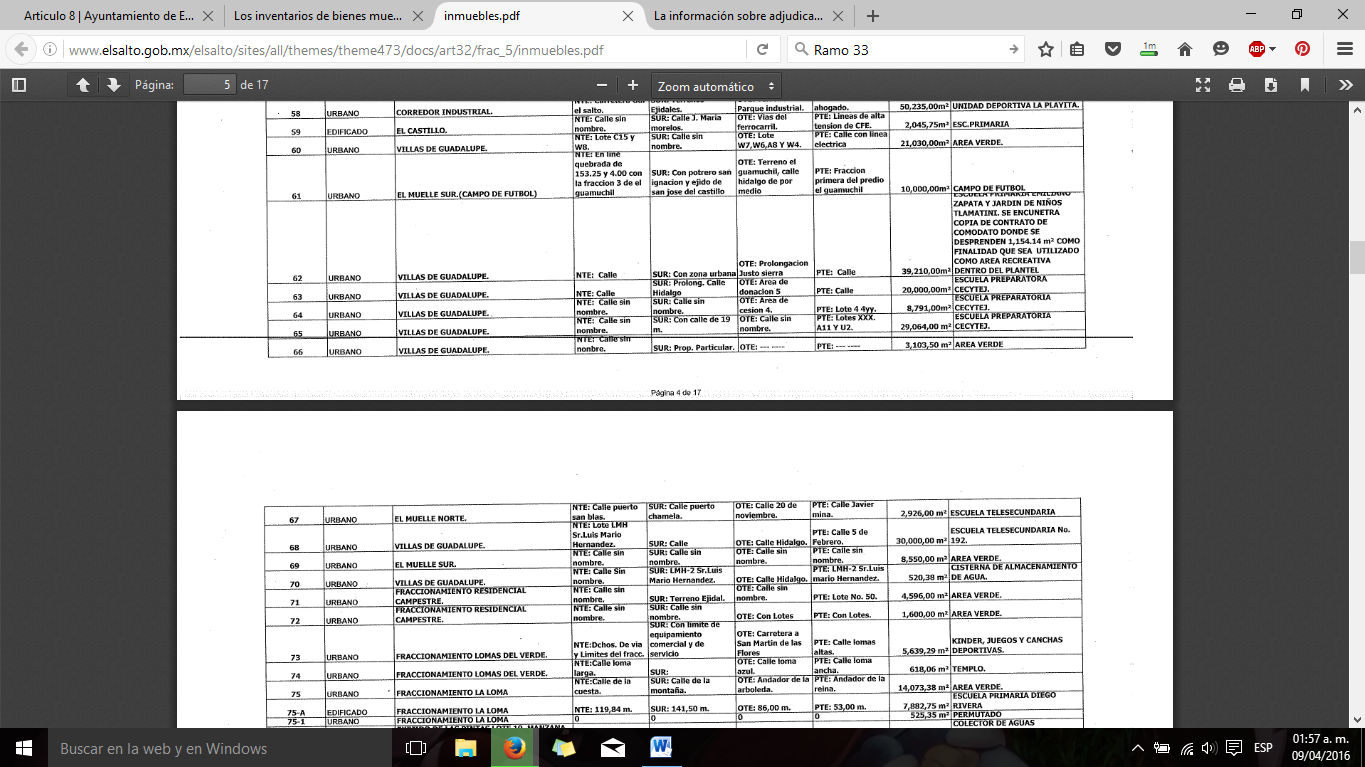 Articulo 8 | Ayuntamiento de E...
Los inventarios de bienes mue...
inmuebles.pdf
La información sobre adjudica...
www.elsalto.gob.mx/elsalto/sites/all/themes/theme473/docs/art32/frac_5/inmuebles.pdf
Ramo 33
1m
ABP
Página: 5 de 17
Zoom automático
58 URBANO CORREDOR INDUSTRIAL. el salto. Ejidales. Parque industrial. ahogado. 50,235,00m² UNIDAD DEPORTIVA LA PLAYITA.
59 EDIFICADO EL CASTILLO. NTE: Calle sin nombre. SUR: Calle J. Maria morelos. OTE: Vias del ferrocarril. PTE: Lineas de alta tension de CFE. 2,045,75m² ESC.PRIMARIA
60 URBANO VILLAS DE GUADALUPE. NTE: Lote C15 y W8. SUR: Calle sin nombre. OTE: Lote W7,W6,A8 Y W4. PTE: Calle con linea electrica 21,030,00m² AREA VERDE.
61 URBANO EL MUELLE SUR.(CAMPO DE FUTBOL) NTE: En line quebrada de 153.25 y 4.00 con la fraccion 3 de el guamuchil SUR: Con potrero san ignacion y ejido de san jose del castillo OTE: Terreno el guamuchil, calle hidalgo de por medio PTE: Fraccion primera del predio el guamuchil 10,000,00m² CAMPO DE FUTBOL
62 URBANO VILLAS DE GUADALUPE. NTE: Calle SUR: Con zona urbana OTE: Prolongacion Justo sierra PTE: Calle 39,210,00m² ESCUELA PRIMARIA EMILIANO ZAPATA Y JARDIN DE NIÑOS TLAMATINI. SE ENCUNETRA COPIA DE CONTRATO DE COMODATO DONDE SE DESPRENDEN 1,154.14 m² COMO FINALIDAD QUE SEA UTILIZADO COMO AREA RECREATIVA DENTRO DEL PLANTEL
63 URBANO VILLAS DE GUADALUPE. NTE: Calle SUR: Prolong. Calle Hidalgo OTE: Area de donacion 5 PTE: Calle 20,000,00m² ESCUELA PREPARATORA CECYTEJ.
64 URBANO VILLAS DE GUADALUPE. NTE: Calle sin nombre. SUR: Calle sin nombre. OTE: Area de cesion 4. PTE: Lote 4 4yy. 8,791,00m² ESCUELA PREPARATORIA CECYTEJ.
65 URBANO VILLAS DE GUADALUPE. NTE: Calle sin nombre. SUR: Con calle de 19 m. OTE: Calle sin nombre. PTE: Lotes XXX. A11 Y U2. 29,064,00 m² ESCUELA PREPARATORIA CECYTEJ.
66 URBANO VILLAS DE GUADALUPE. NTE: Calle sin nonbre. SUR: Prop. Particular. OTE: --- ---- PTE: --- ---- 3,103,50 m² AREA VERDE
Página 4 de 17
67 URBANO EL MUELLE NORTE. NTE: Calle puerto san blas. SUR: Calle puerto chamela. OTE: Calle 20 de noviembre. PTE: Calle Javier mina. 2,926,00 m² ESCUELA TELESECUNDARIA
68 URBANO VILLAS DE GUADALUPE. NTE: Lote LMH Sr.Luis Mario Hernandez. SUR: Calle OTE: Calle Hidalgo. PTE: Calle 5 de Febrero. 30,000,00 m² ESCUELA TELESECUNDARIA No. 192.
69 URBANO EL MUELLE SUR. NTE: Calle sin nombre. SUR: Calle sin nombre. OTE: Calle sin nombre. PTE: Calle sin nombre. 8,550,00 m² AREA VERDE.
70 URBANO VILLAS DE GUADALUPE. NTE: Calle Sin Nombre. SUR: LMH-2 Sr.Luis Mario Hernandez. OTE: Calle Hidalgo. PTE: LMH-2 Sr.Luis mario Hernandez. 520,38 m² CISTERNA DE ALMACENAMIENTO DE AGUA.
71 URBANO FRACCIONAMIENTO RESIDENCIAL CAMPESTRE. NTE: Calle sin nombre. SUR: Terreno Ejidal. OTE: Calle sin nombre. PTE: Lote No. 50. 4,596,00 m² AREA VERDE.
72 URBANO FRACCIONAMIENTO RESIDENCIAL CAMPESTRE. NTE: Calle sin nombre. SUR: Calle sin nombre. OTE: Con Lotes PTE: Con Lotes. 1,600,00 m² AREA VERDE.
73 URBANO FRACCIONAMIENTO LOMAS DEL VERDE. NTE:Dchos. De via y Limites del fracc. SUR: Con limite de equipamiento comercial y de servicio OTE: Carretera a San Martin de las Flores PTE: Calle lomas altas. 5,639,29 m² KINDER, JUEGOS Y CANCHAS DEPORTIVAS.
74 URBANO FRACCIONAMIENTO LOMAS DEL VERDE. NTE:Calle loma larga. SUR: OTE: Calle loma azul. PTE: Calle loma ancha. 618,06 m² TEMPLO.
75 URBANO FRACCIONAMIENTO LA LOMA NTE:Calle de la cuesta. SUR: Calle de la montaña. OTE: Andador de la arboleda. PTE: Andador de la reina. 14,073,38 m² AREA VERDE.
75-A EDIFICADO FRACCIONAMIENTO LA LOMA NTE: 119,84 m. SUR: 141,50 m. OTE: 86,00 m. PTE: 53,00 m. 7,882,75 m² ESCUELA PRIMARIA DIEGO RIVERA
75-1 URBANO FRACCIONAMIENTO LA LOMA 0 0 0 0 525,35 m² PERMUTADO
COLECTOR DE AGUAS
Buscar en la web y en Windows
ESP
01:57 a. m.
09/04/2016